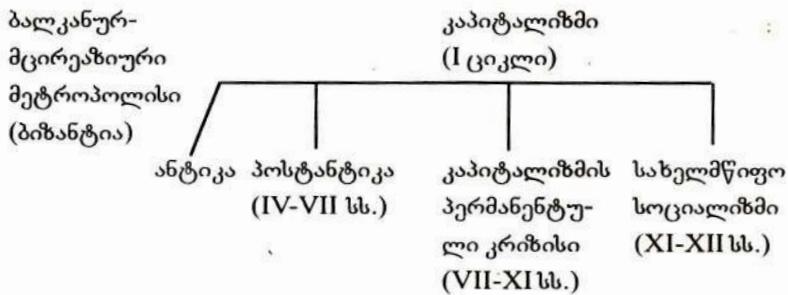 ბალკანურ-
მცირეაზიური
მეტროპოლისი
(ბიზანტია)
კაპიტალიზმი
(I ციკლი)
ანტიკა
პოსტანტიკა
(IV-VII სს.)
კაპიტალიზმის
პერმანენტუ-
ლი კრიზისი
(VII-XI სს.)
სახელმწიფო
სოციალიზმი
(XI-XII სს.)